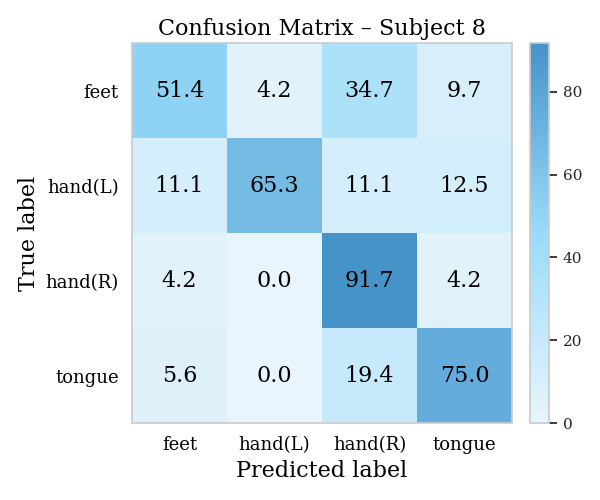 Confusion Matrix – Subject 8
feet 51.4 4.2 34.7 9.7
hand(L) 11.1 65.3 11.1 12.5
hand(R) 4.2 0.0 91.7 4.2
tongue 5.6 0.0 19.4 75.0
feet hand(L) hand(R) tongue
Predicted label
True label
80
60
40
20
0